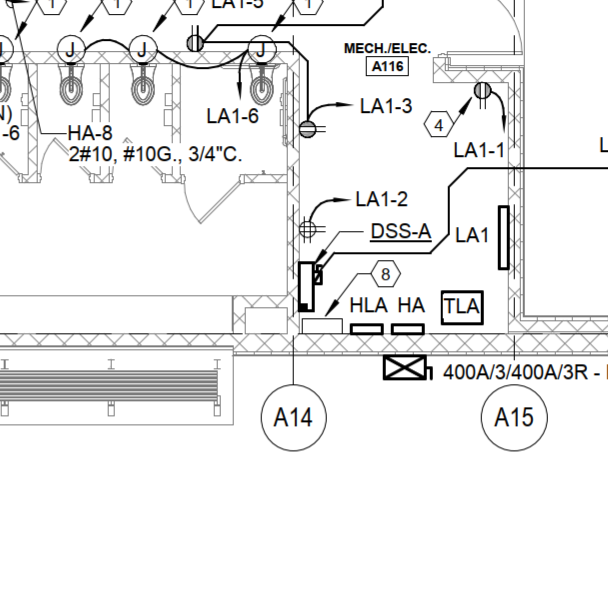 LA1-5
1
1
1
1
J
J
J
MECH./ELEC.
A116
LA1-6
LA1-3
4
LA1-1
N)
-6
HA-8
2#10, #10G., 3/4"C.
LA1-2
DSS-A
LA1
8
HLA HA
TLA
400A/3/400A/3R -
A14
A15